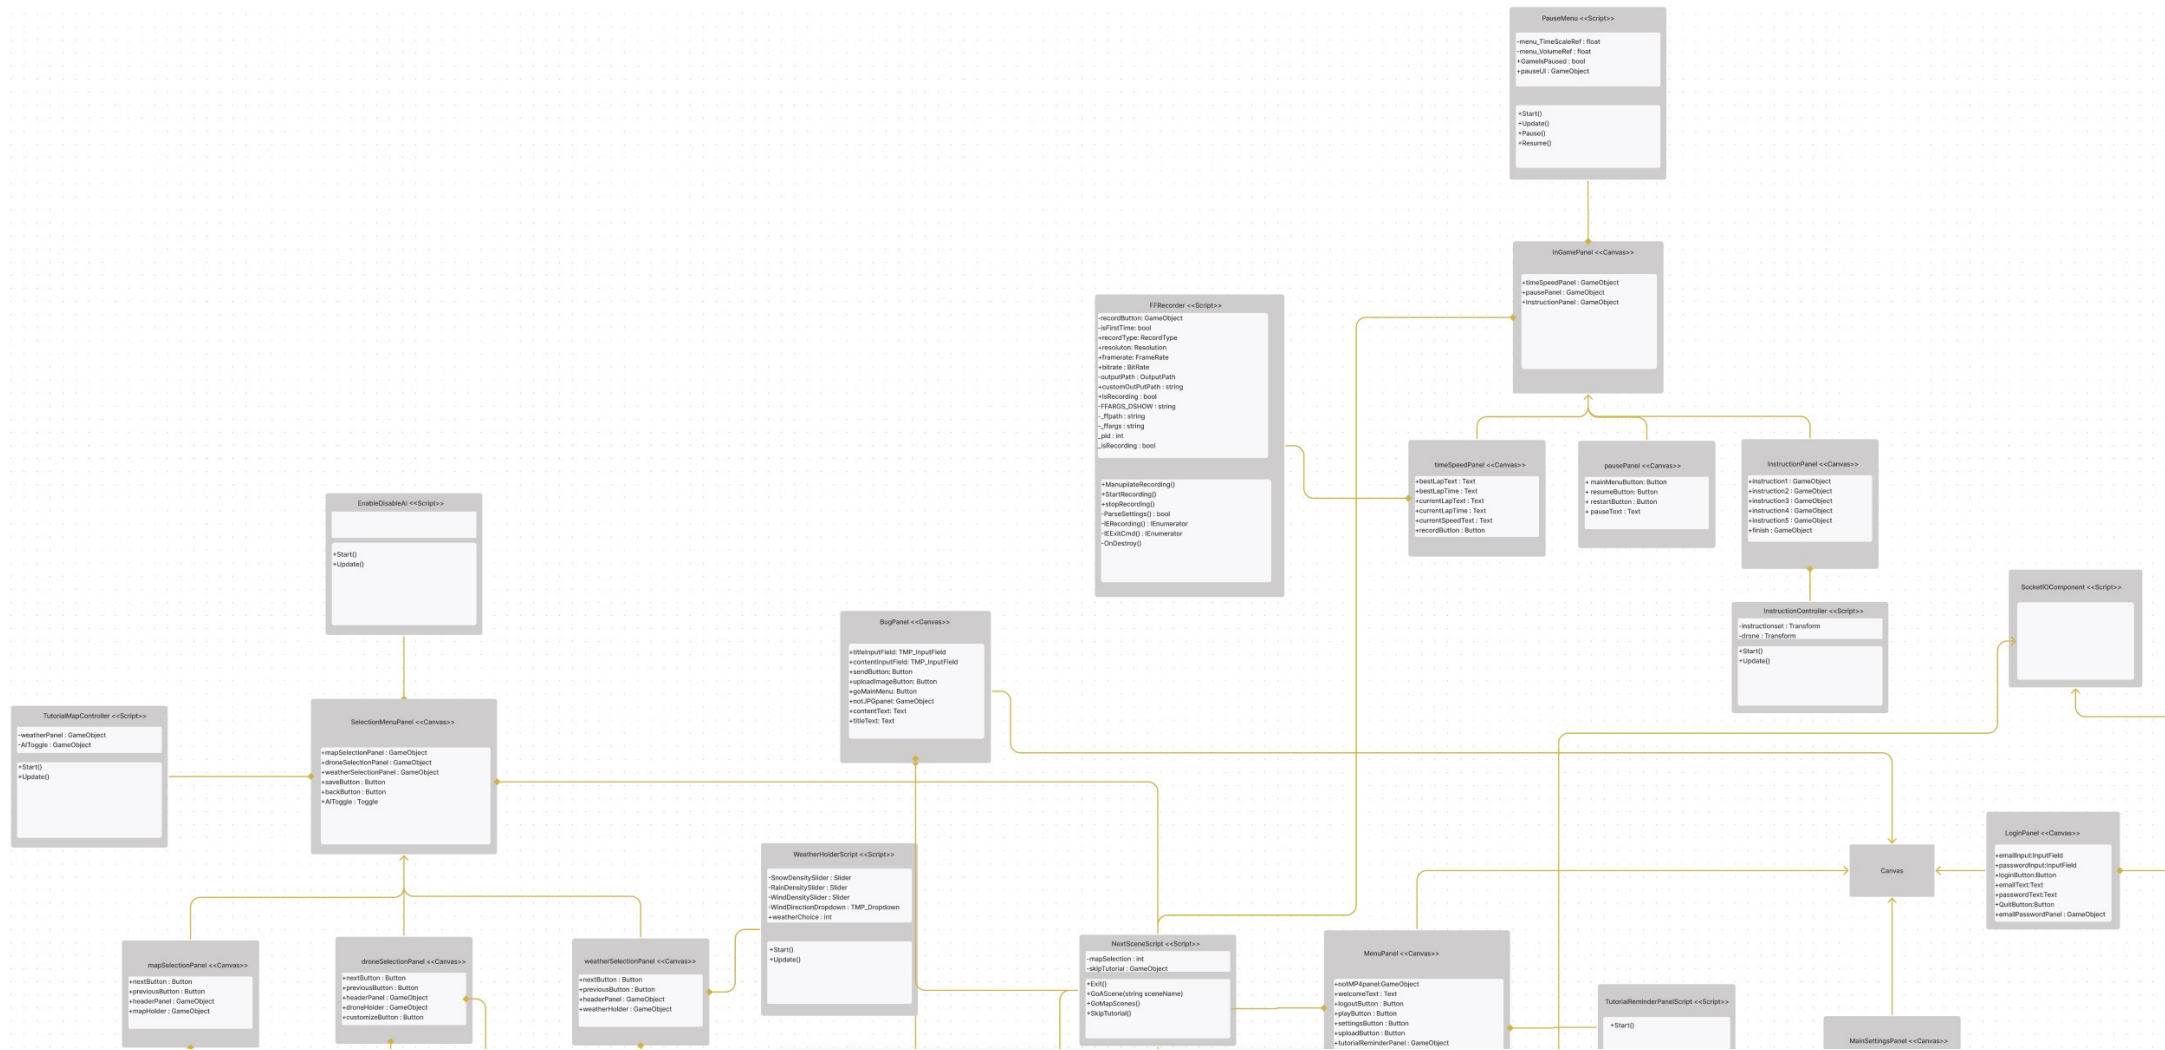 PauseMenu <<Script>>
-menu_TimeScaleRef : float
-menu_VolumeRef : float
+GameIsPaused : bool
+pauseUI : GameObject
+Start()
+Update()
+Pause()
+Resume()
InGamePanel <<Canvas>>
+timeSpeedPanel : GameObject
+pausePanel : GameObject
+InstructionPanel : GameObject
FFRecorder <<Script>>
-recordButton: GameObject
-isFirstTime: bool
+recordType: RecordType
+resoluton: Resolution
+framerate: FrameRate
+bitrate : BitRate
-outputPath : OutputPath
+customOutPutPath : string
+IsRecording : bool
-FFARGS_DSHOW : string
-_ffpath : string
-_ffargs : string
_pid : int
_isRecording : bool
+ManupilateRecording()
+StartRecording()
+stopRecording()
-ParseSettings() : bool
-IERecording() : IEnumerator
-IEExitCmd() : IEnumerator
-OnDestroy()
timeSpeedPanel <<Canvas>>
+bestLapText : Text
+bestLapTime : Text
+currentLapText : Text
+currentLapTime : Text
+currentSpeedText : Text
+recordButton : Button
pausePanel <<Canvas>>
+ mainMenuButton: Button
+ resumeButton: Button
+ restartButton : Button
+ pauseText : Text
InstructionPanel <<Canvas>>
+instruction1 : GameObject
+instruction2 : GameObject
+instruction3 : GameObject
+instruction4 : GameObject
+instruction5 : GameObject
+finish : GameObject
EnableDisableAi <<Script>>
+Start()
+Update()
SocketIOComponent <<Script>>
InstructionController <<Script>>
-instructionset : Transform
-drone : Transform
+Start()
+Update()
BugPanel <<Canvas>>
+titleInputField: TMP_InputField
+contentInputField: TMP_InputField
+sendButton: Button
+uploadImageButton: Button
+goMainMenu: Button
+notJPGpanel: GameObject
+contentText: Text
+titleText: Text
TutorialMapController <<Script>>
-weatherPanel : GameObject
-AIToggle : GameObject
+Start()
+Update()
SelectionMenuPanel <<Canvas>>
+mapSelectionPanel : GameObject
+droneSelectionPanel : GameObject
+weatherSelectionPanel : GameObject
+saveButton : Button
+backButton : Button
+AIToggle : Toggle
WeatherHolderScript <<Script>>
-SnowDensitySlider : Slider
-RainDensitySlider : Slider
-WindDensitySlider : Slider
-WindDirectionDropdown : TMP_Dropdown
+weatherChoice : int
+Start()
+Update()
Canvas
LoginPanel <<Canvas>>
+emailInput:InputField
+passwordInput:InputField
+loginButton:Button
+emailText:Text
+passwordText:Text
+QuitButton:Button
+emailPasswordPanel : GameObject
mapSelectionPanel <<Canvas>>
+nextButton : Button
+previousButton : Button
+headerPanel : GameObject
+mapHolder : GameObject
droneSelectionPanel <<Canvas>>
+nextButton : Button
+previousButton : Button
+headerPanel : GameObject
+droneHolder : GameObject
+customizeButton : Button
weatherSelectionPanel <<Canvas>>
+nextButton : Button
+previousButton : Button
+headerPanel : GameObject
+weatherHolder : GameObject
NextSceneScript <<Script>>
-mapSelection : int
-skipTutorial : GameObject
+Exit()
+GoAScene(string sceneName)
+GoMapScenes()
+SkipTutorial()
MenuPanel <<Canvas>>
+notMP4panel:GameObject
+welcomeText : Text
+logoutButton : Button
+playButton : Button
+settingsButton : Button
+uploadButton : Button
+tutorialReminderPanel : GameObject
TutorialReminderPanelScript <<Script>>
+Start()
MainSettingsPanel <<Canvas>>